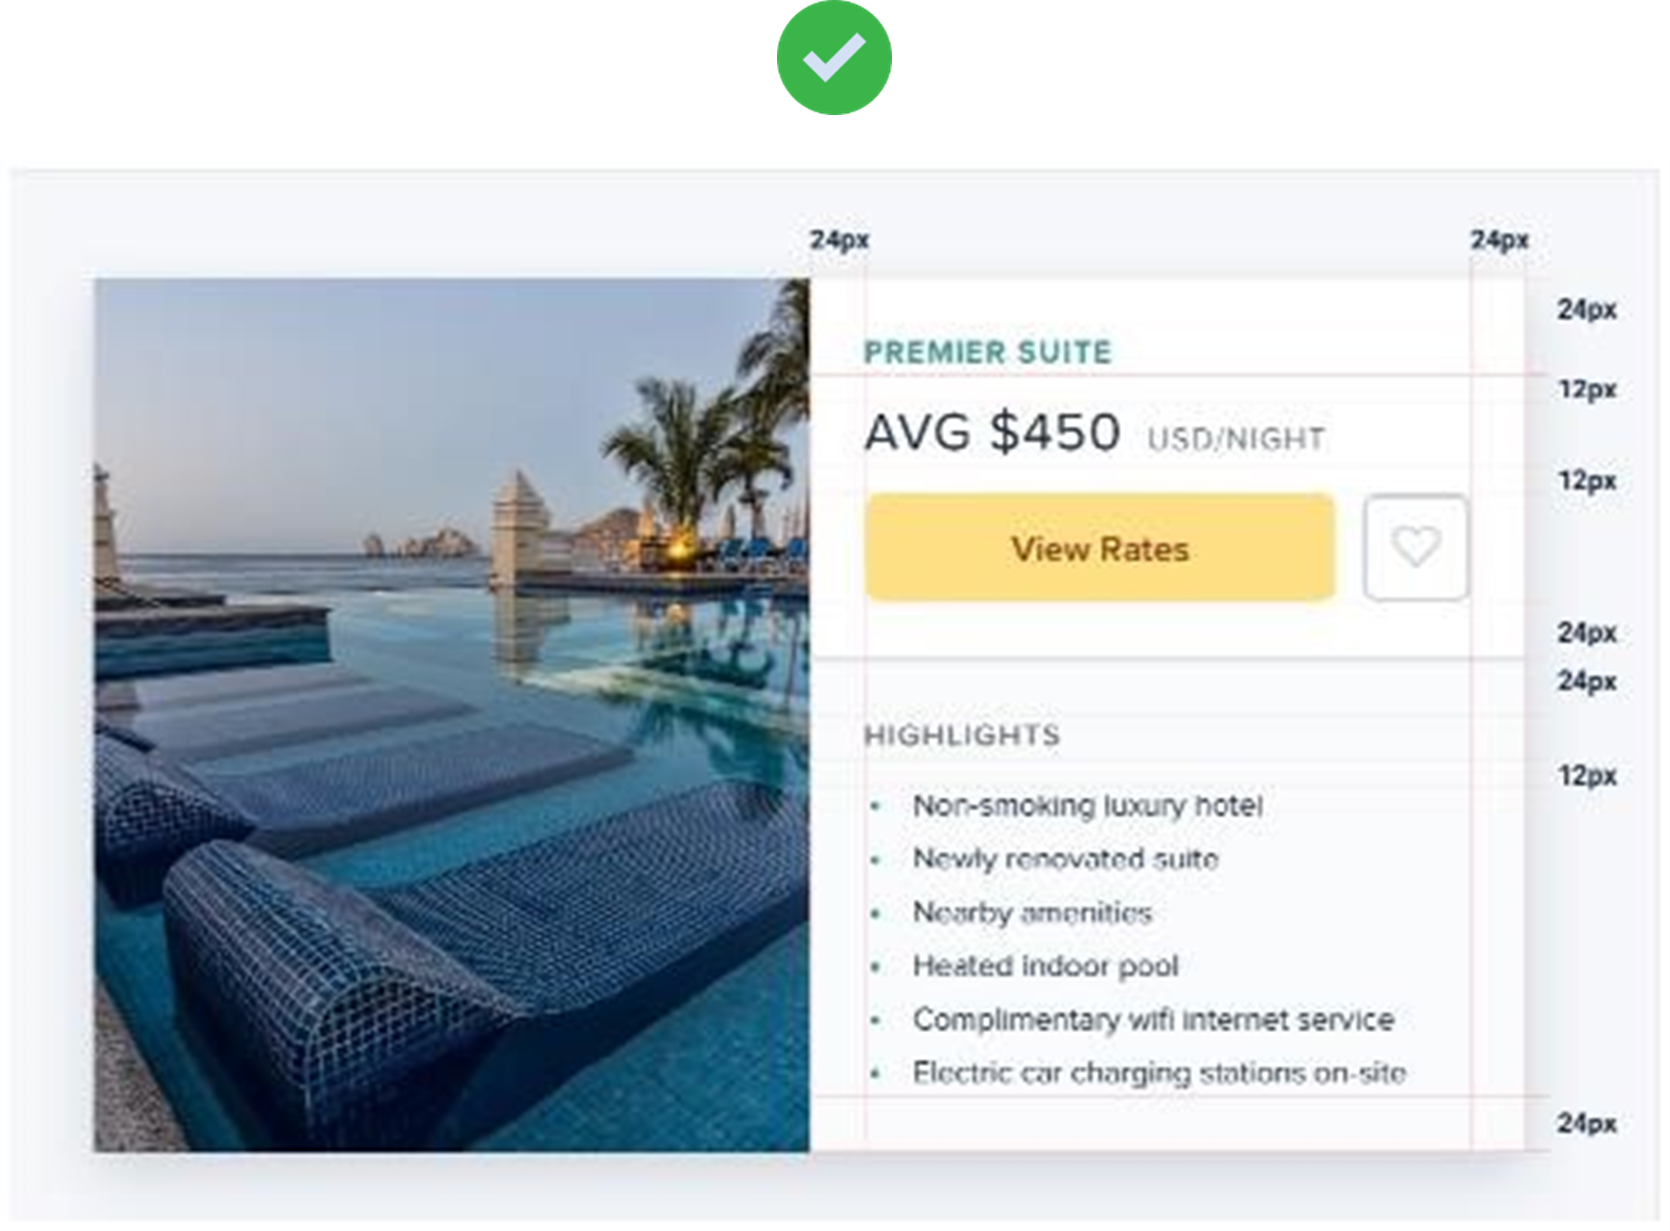 24px 24px
24px
PREMIER SUITE
12px
AVG $450 USD/NIGHT
12px
View Rates
24px
24px
HIGHLIGHTS
12px
• Non-smoking luxury hotel
• Newly renovated suite
• Nearby amenities
• Heated indoor pool
• Complimentary wifi internet service
• Electric car charging stations on-site
24px